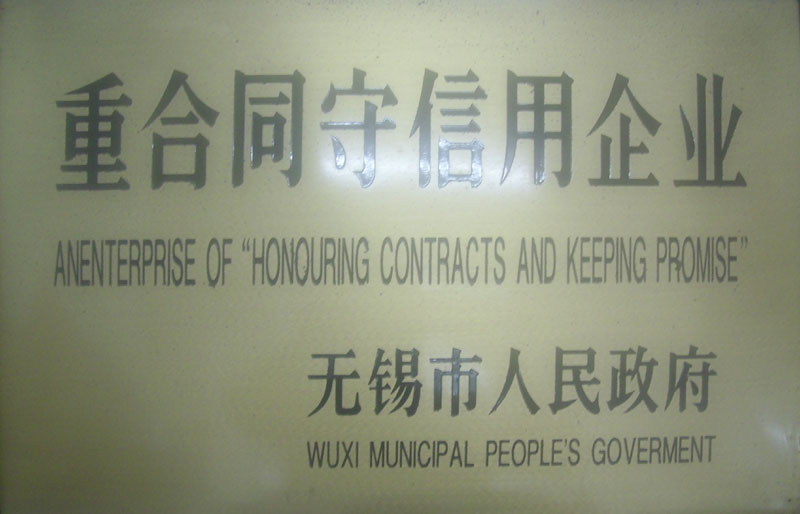 重合同守信用企业
ANENTERPRISE OF “HONOURING CONTRACTS AND KEEPING PROMISE”
无锡市人民政府
WUXI MUNICIPAL PEOPLE'S GOVERMENT